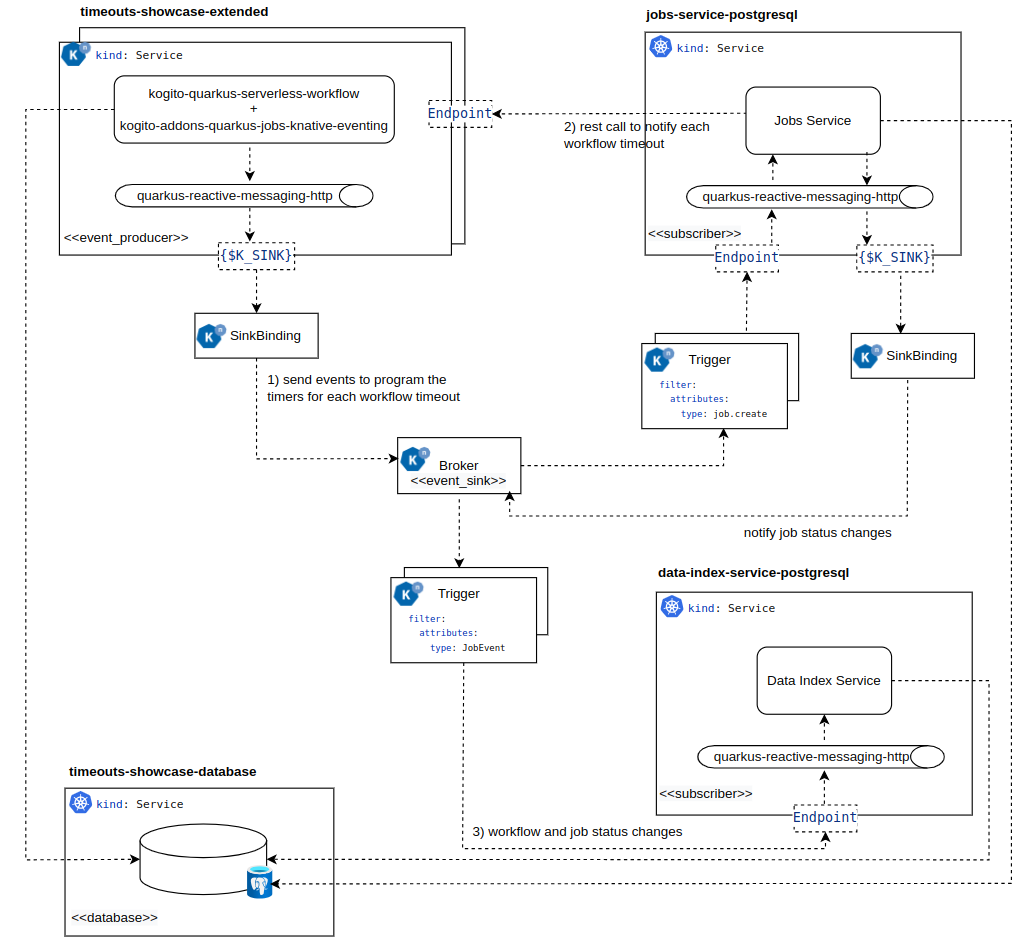 timeouts-showcase-extended
kind: Service
kogito-quarkus-serverless-workflow
+
kogito-addons-quarkus-jobs-knative-eventing
quarkus-reactive-messaging-http
<<event_producer>>
{$K_SINK}
Endpoint
SinkBinding
1) send events to program the
timers for each workflow timeout
2) rest call to notify each
workflow timeout
jobs-service-postgresql
kind: Service
Jobs Service
quarkus-reactive-messaging-http
<<subscriber>>
Endpoint
{$K_SINK}
Trigger
filter:
attributes:
type: job.create
SinkBinding
Broker
<<event_sink>>
notify job status changes
Trigger
filter:
attributes:
type: JobEvent
data-index-service-postgresql
kind: Service
Data Index Service
quarkus-reactive-messaging-http
<<subscriber>>
Endpoint
3) workflow and job status changes
timeouts-showcase-database
kind: Service
<<database>>
K
n
K
n
K
n
K
n
K
n
K
n